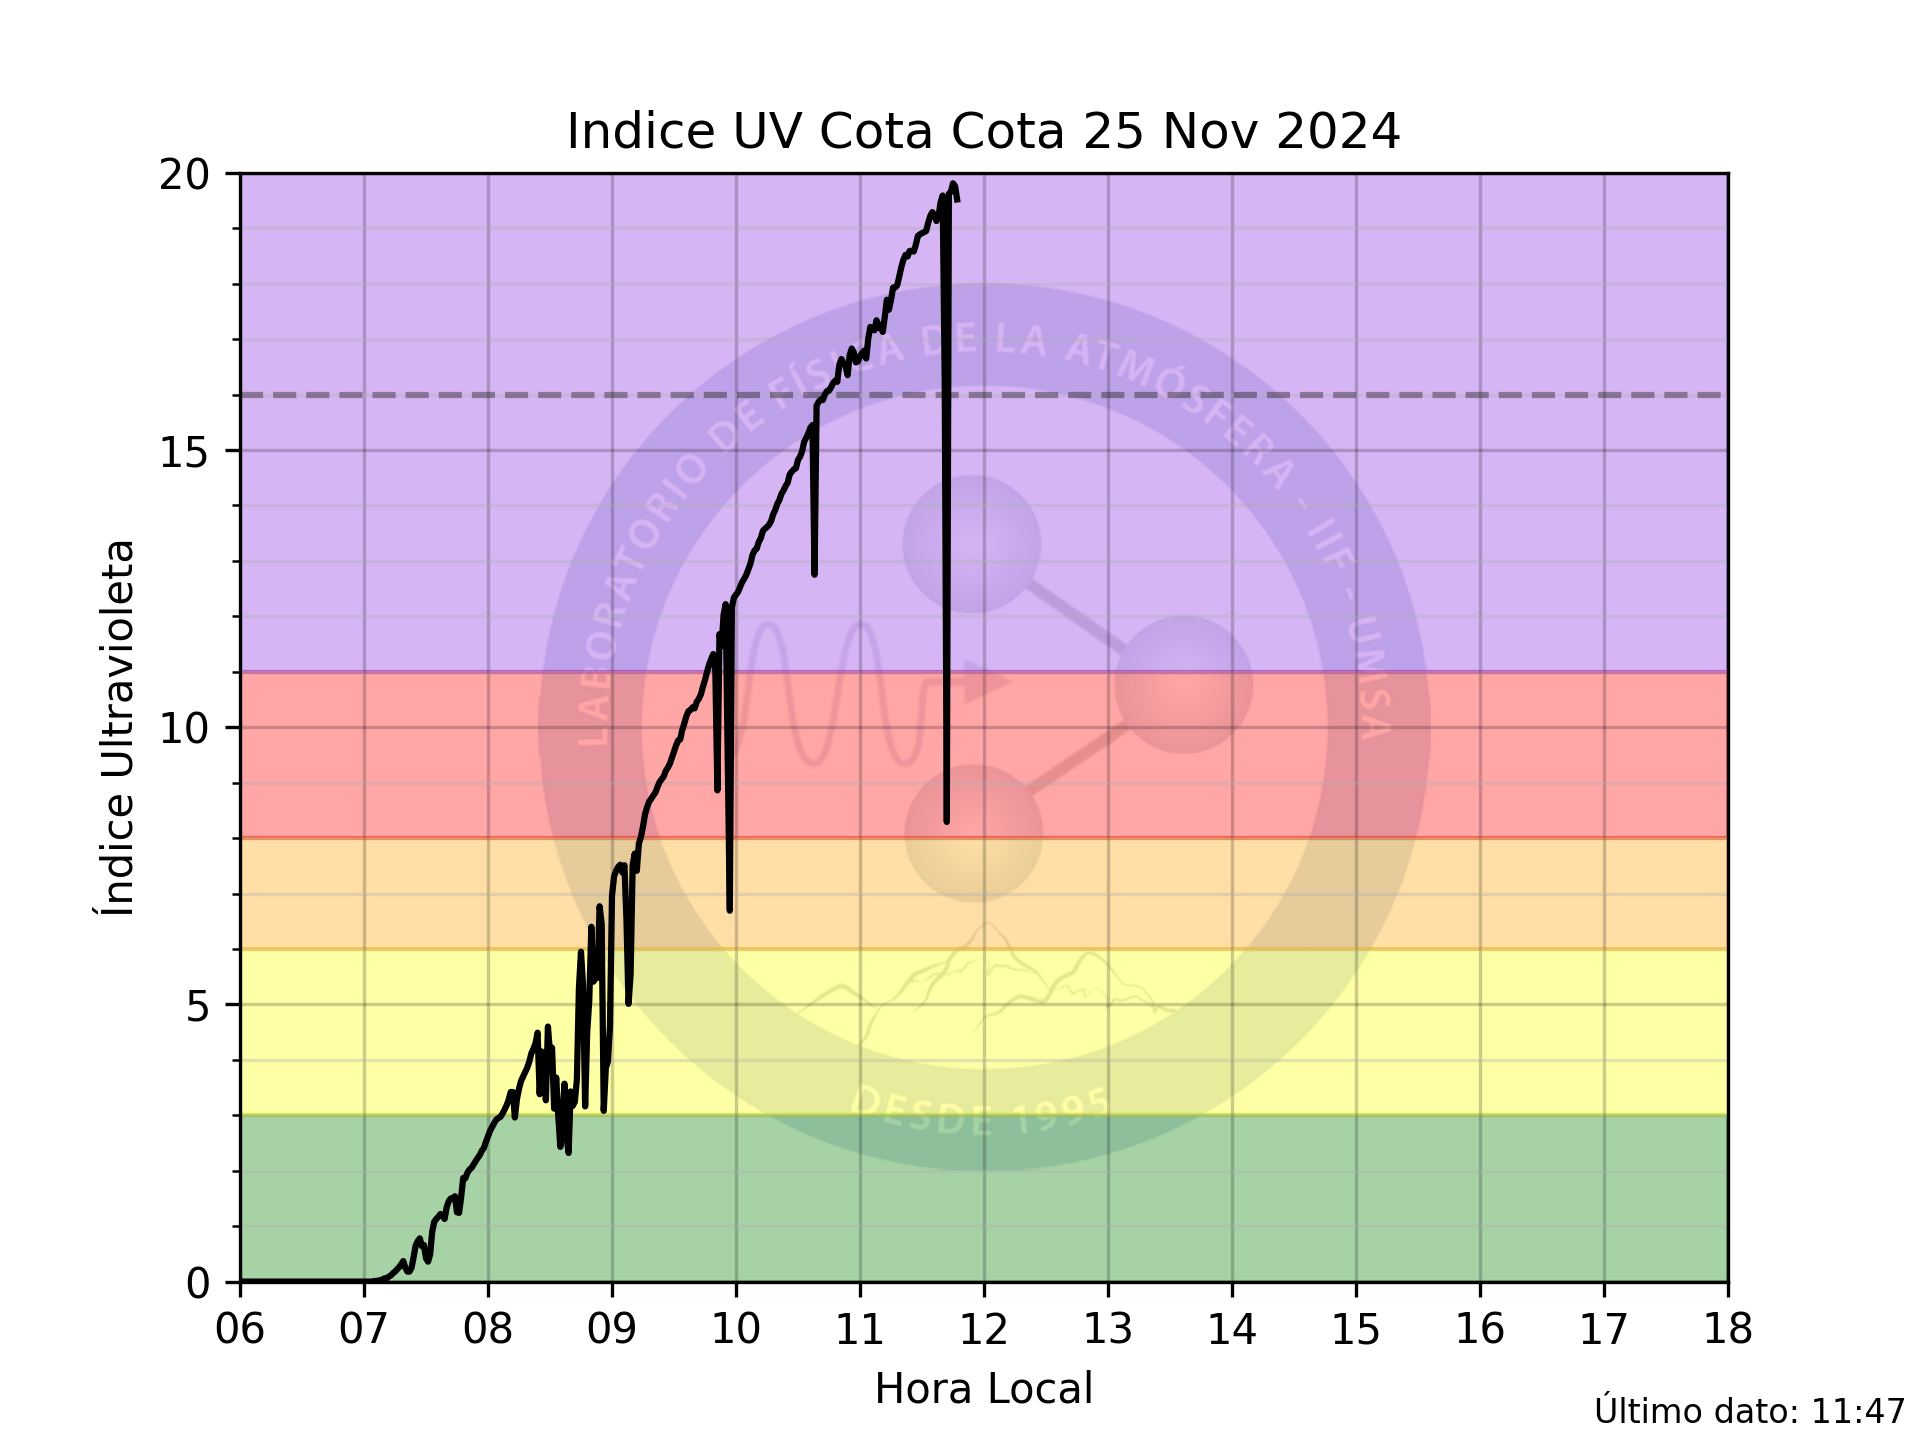 Indice UV Cota Cota 25 Nov 2024
20
15
10
5
0
Índice Ultravioleta
LABORATORIO DE FÍSICA DE LA ATMÓSFERA - IIF - UMSA
DESDE 1995
06 07 08 09 10 11 12 13 14 15 16 17 18
Hora Local
Último dato: 11:47